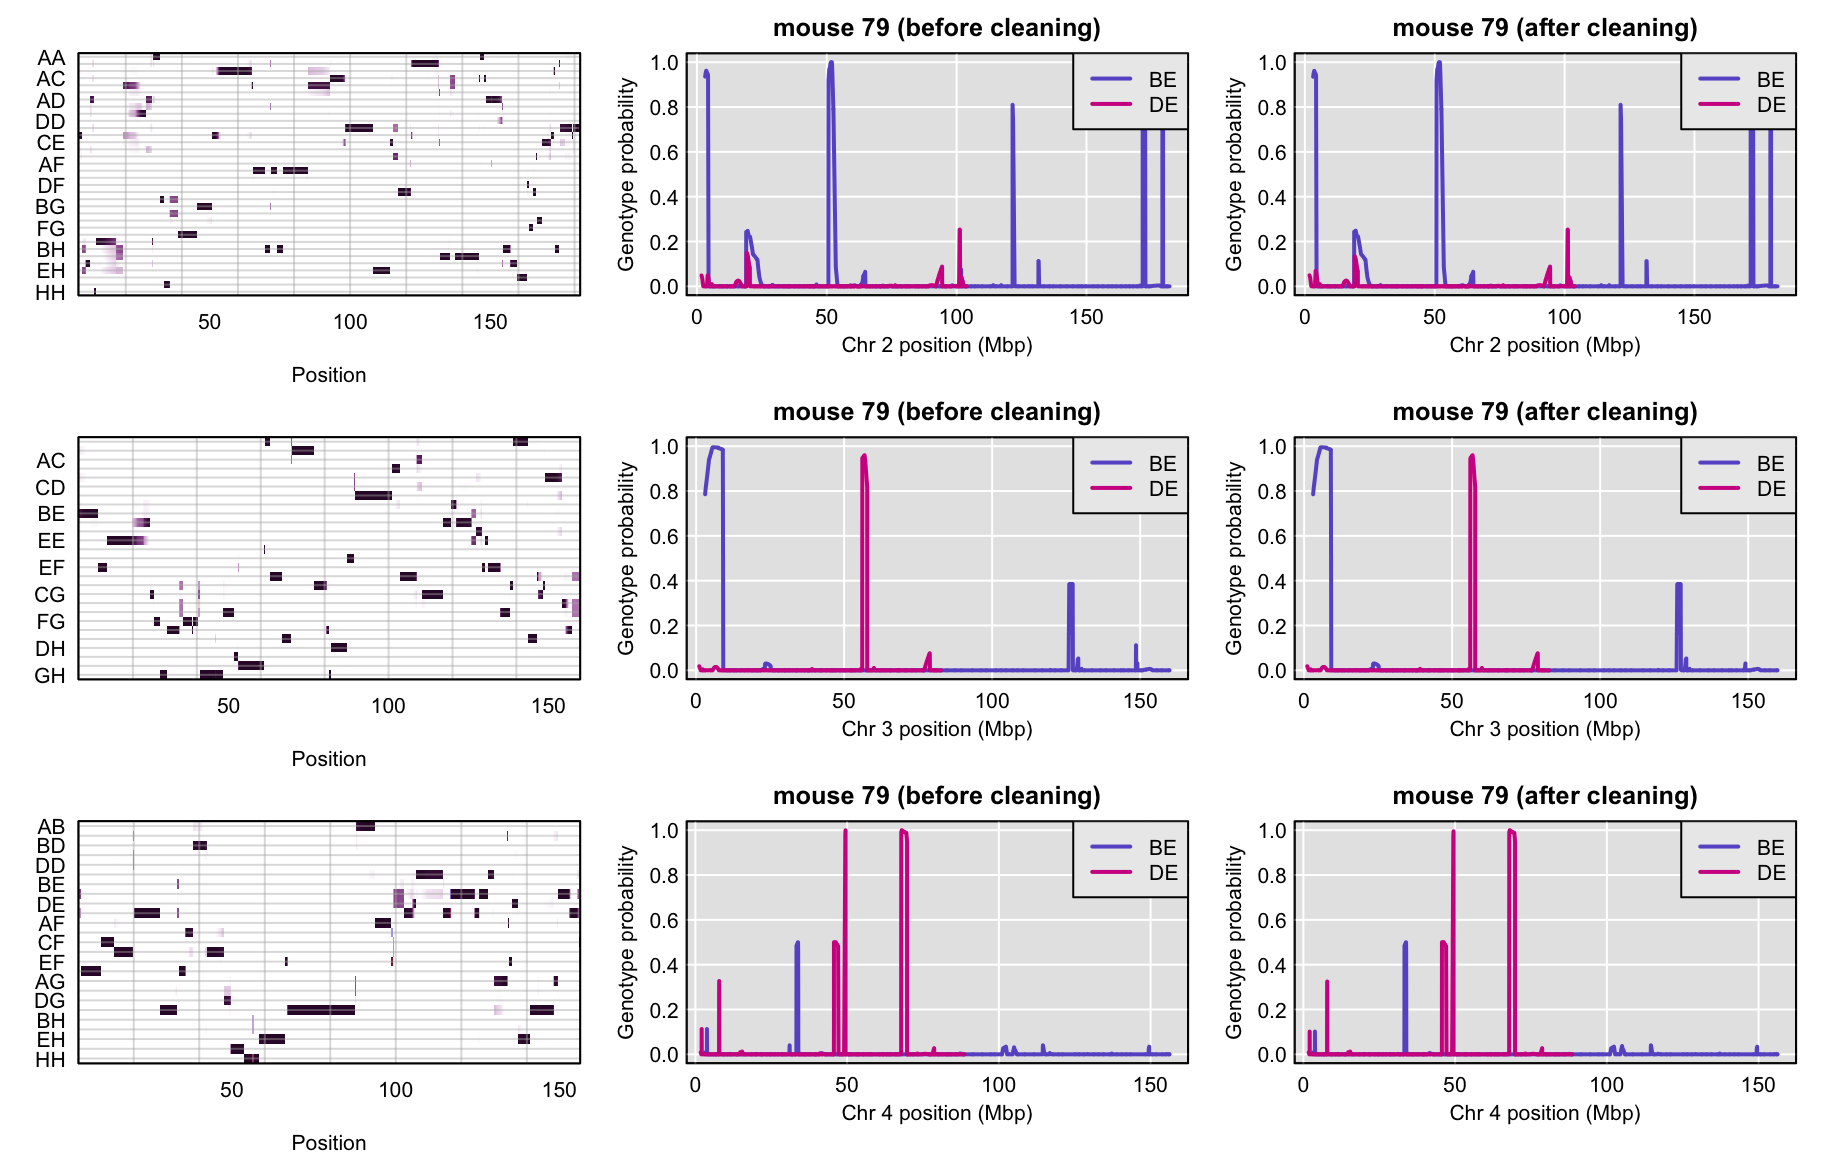 AA
AC
AD
DD
CE
AF
DF
BG
FG
BH
EH
HH
50 100 150
Position
mouse 79 (before cleaning)
Genotype probability
1.0
0.8
0.6
0.4
0.2
0.0
BE
DE
0 50 100 150
Chr 2 position (Mbp)
mouse 79 (after cleaning)
Genotype probability
1.0
0.8
0.6
0.4
0.2
0.0
BE
DE
0 50 100 150
Chr 2 position (Mbp)
AC
CD
BE
EE
EF
CG
FG
DH
GH
50 100 150
Position
mouse 79 (before cleaning)
Genotype probability
1.0
0.8
0.6
0.4
0.2
0.0
BE
DE
0 50 100 150
Chr 3 position (Mbp)
mouse 79 (after cleaning)
Genotype probability
1.0
0.8
0.6
0.4
0.2
0.0
BE
DE
0 50 100 150
Chr 3 position (Mbp)
AB
BD
DD
BE
DE
AF
CF
EF
AG
DG
BH
EH
HH
50 100 150
Position
mouse 79 (before cleaning)
Genotype probability
1.0
0.8
0.6
0.4
0.2
0.0
BE
DE
0 50 100 150
Chr 4 position (Mbp)
mouse 79 (after cleaning)
Genotype probability
1.0
0.8
0.6
0.4
0.2
0.0
BE
DE
0 50 100 150
Chr 4 position (Mbp)